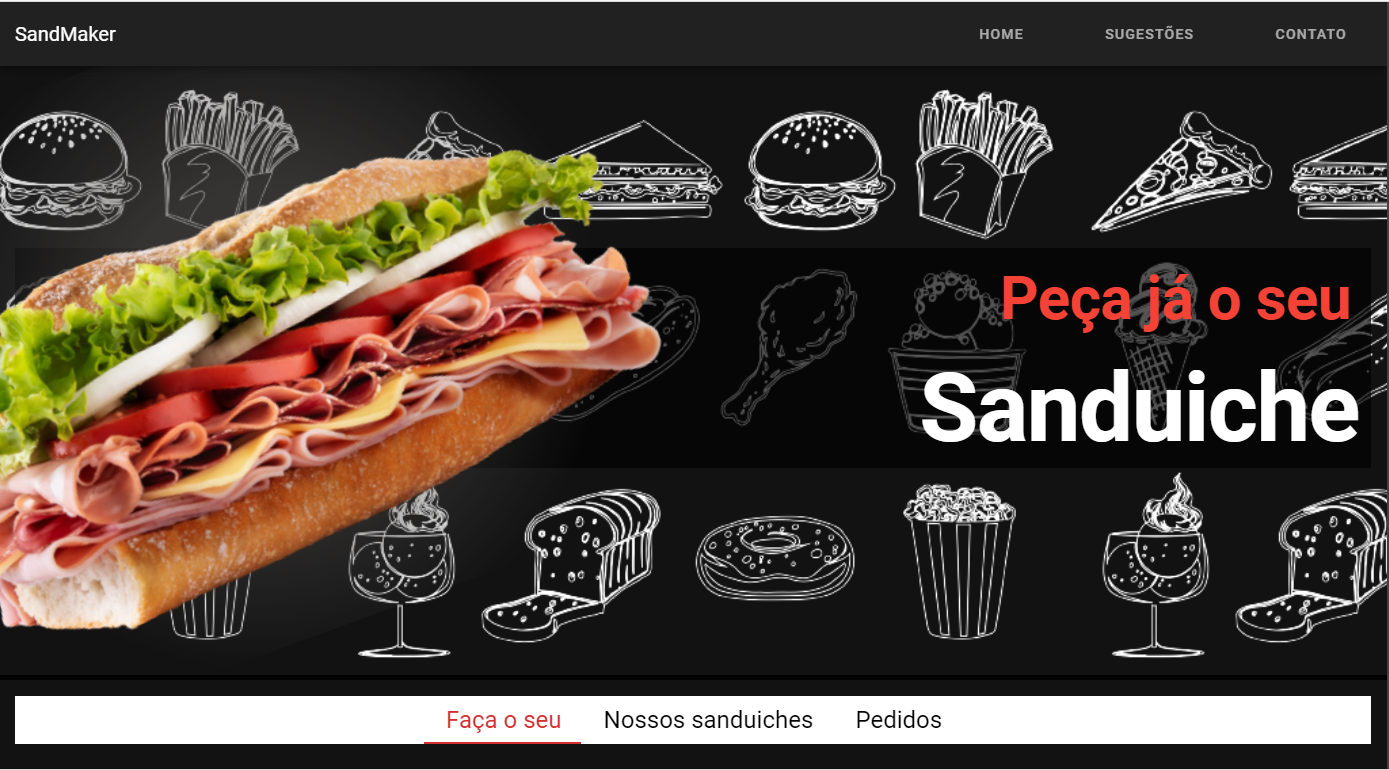 SandMaker
HOME
SUGESTÕES
CONTATO
Peça já o seu
Sanduiche
Faça o seu
Nossos sanduiches
Pedidos